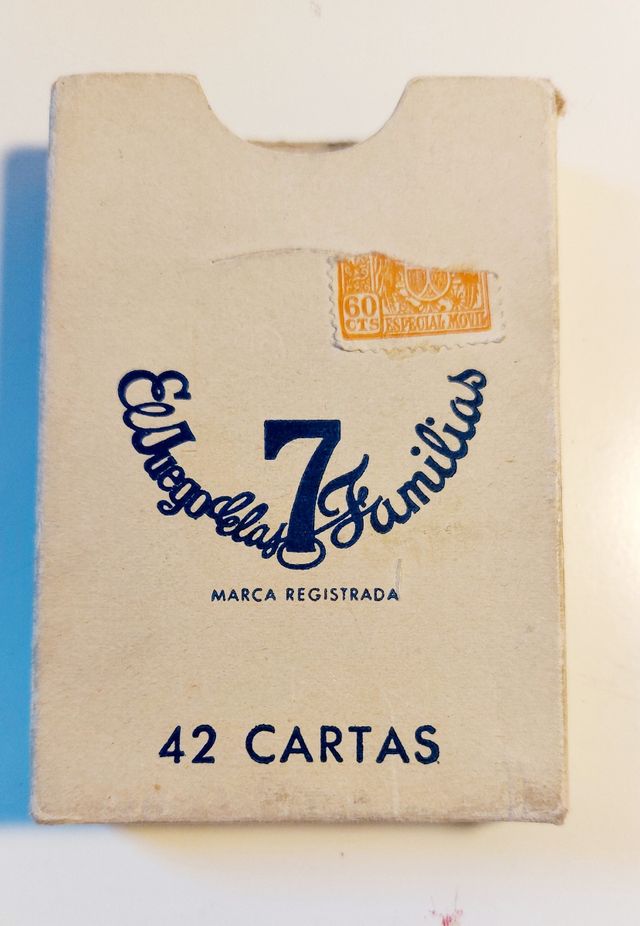 60
CTS
ESPECIAL MOVIL
El Juego de las 7 Familias
MARCA REGISTRADA
42 CARTAS